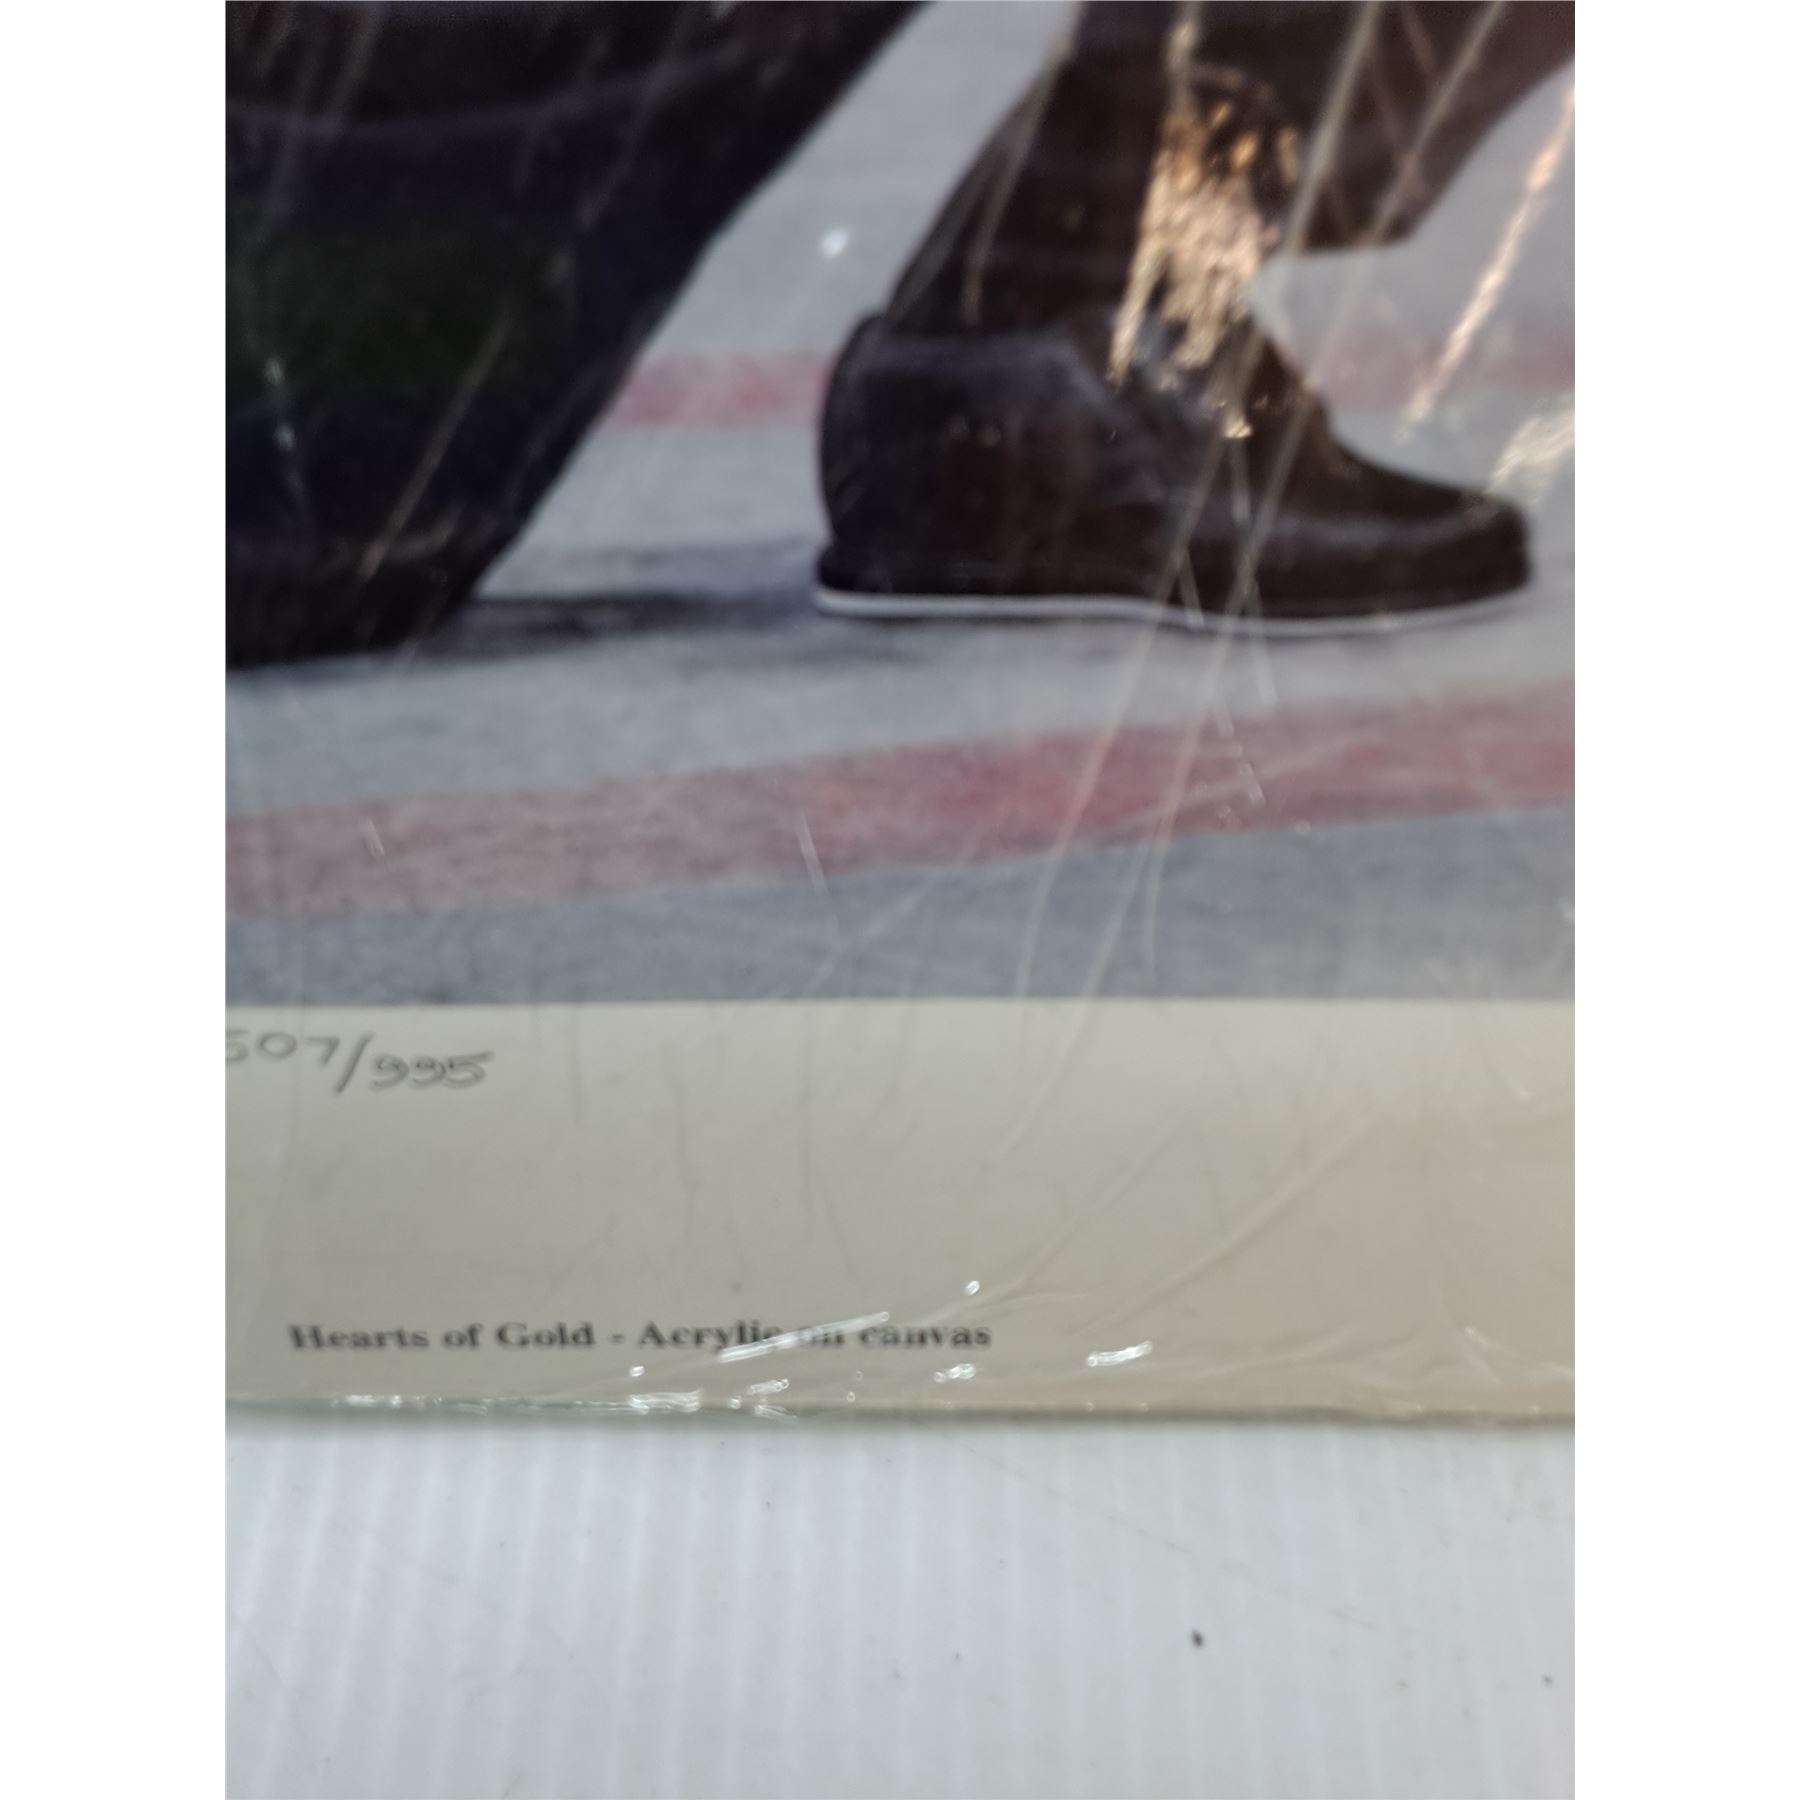 507/995
Hearts of Gold - Acrylic on canvas